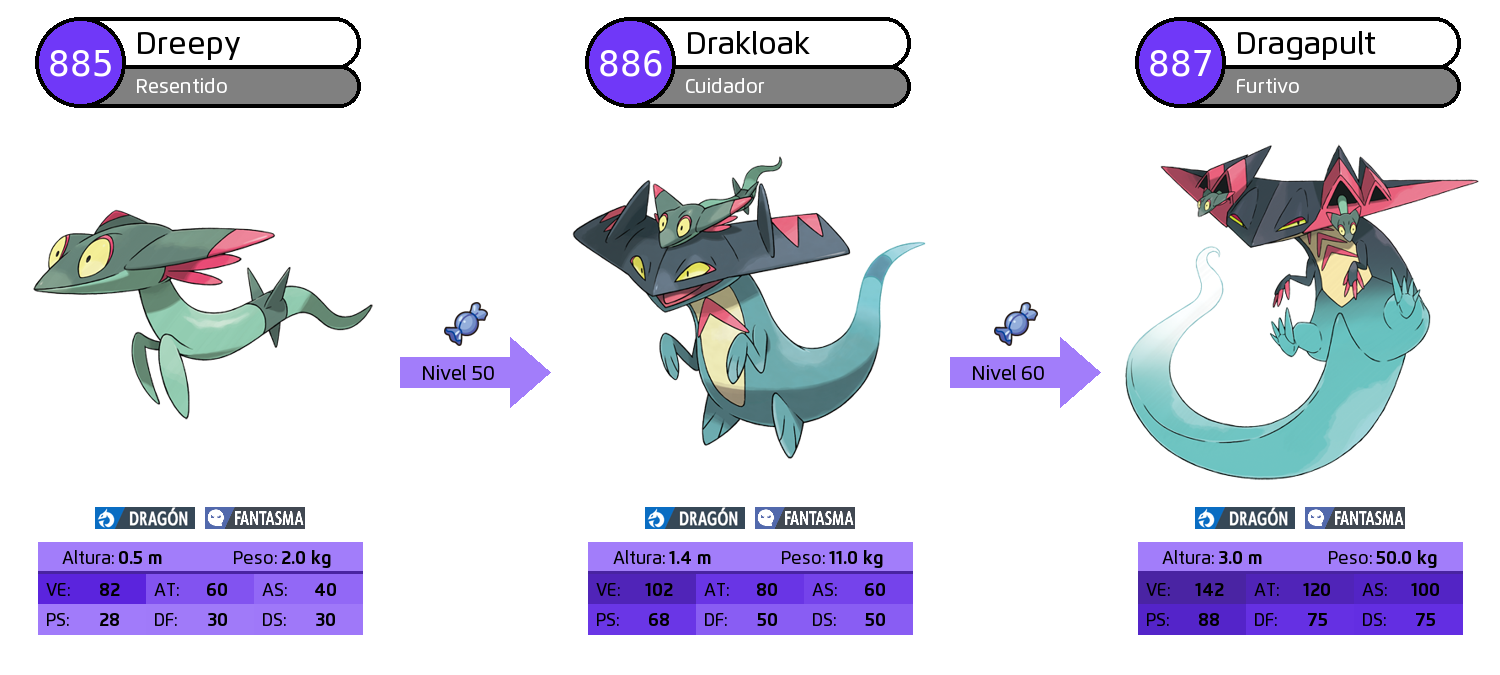 885 Dreepy
Resentido
886 Drakloak
Cuidador
887 Dragapult
Furtivo
Nivel 50
Nivel 60
DRAGÓN FANTASMA
Altura: 0.5 m Peso: 2.0 kg
VE: 82 AT: 60 AS: 40
PS: 28 DF: 30 DS: 30
DRAGÓN FANTASMA
Altura: 1.4 m Peso: 11.0 kg
VE: 102 AT: 80 AS: 60
PS: 68 DF: 50 DS: 50
DRAGÓN FANTASMA
Altura: 3.0 m Peso: 50.0 kg
VE: 142 AT: 120 AS: 100
PS: 88 DF: 75 DS: 75